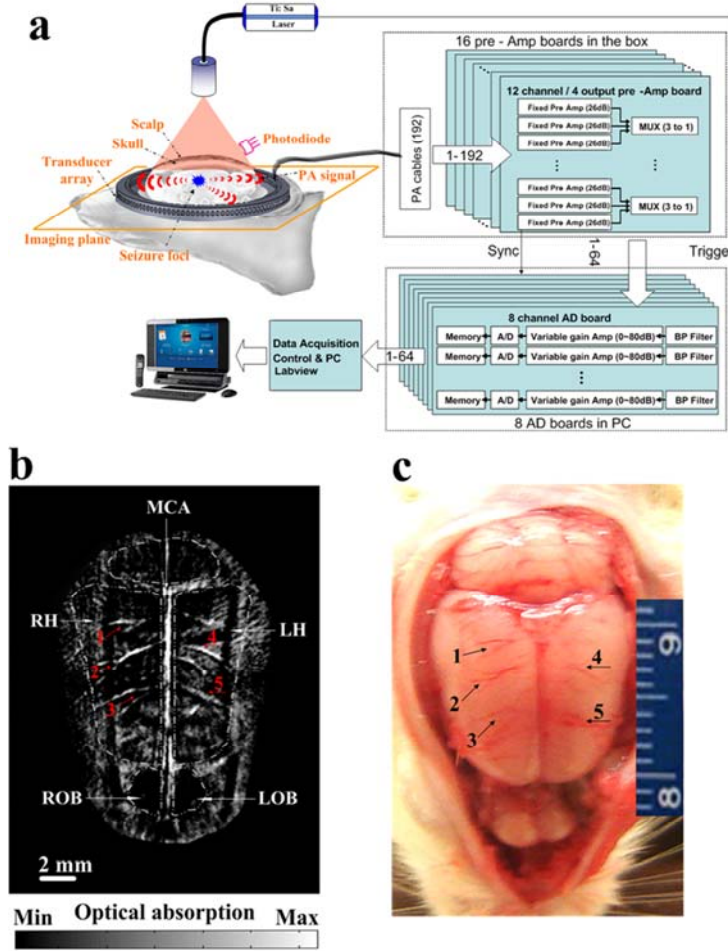 a
Ti: Sa
Laser
Scalp
Skull
Transducer
array
Photodiode
PA signal
Imaging plane
Seizure foci
16 pre - Amp boards in the box
12 channel / 4 output pre -Amp board
PA cables (192)
1-192
Fixed Pre Amp (26dB)
Fixed Pre Amp (26dB)
Fixed Pre Amp (26dB)
MUX (3 to 1)
Fixed Pre Amp (26dB)
Fixed Pre Amp (26dB)
Fixed Pre Amp (26dB)
MUX (3 to 1)
Sync
1-64
Trigge
8 channel AD board
Memory
A/D
Variable gain Amp (0~80dB)
BP Filter
Memory
A/D
Variable gain Amp (0~80dB)
BP Filter
Memory
A/D
Variable gain Amp (0~80dB)
BP Filter
8 AD boards in PC
1-64
Data Acquisition
Control & PC
Labview
b
MCA
RH
LH
1
2
3
4
5
ROB
LOB
2 mm
Min Optical absorption Max
c
1
2
3
4
5
6
8